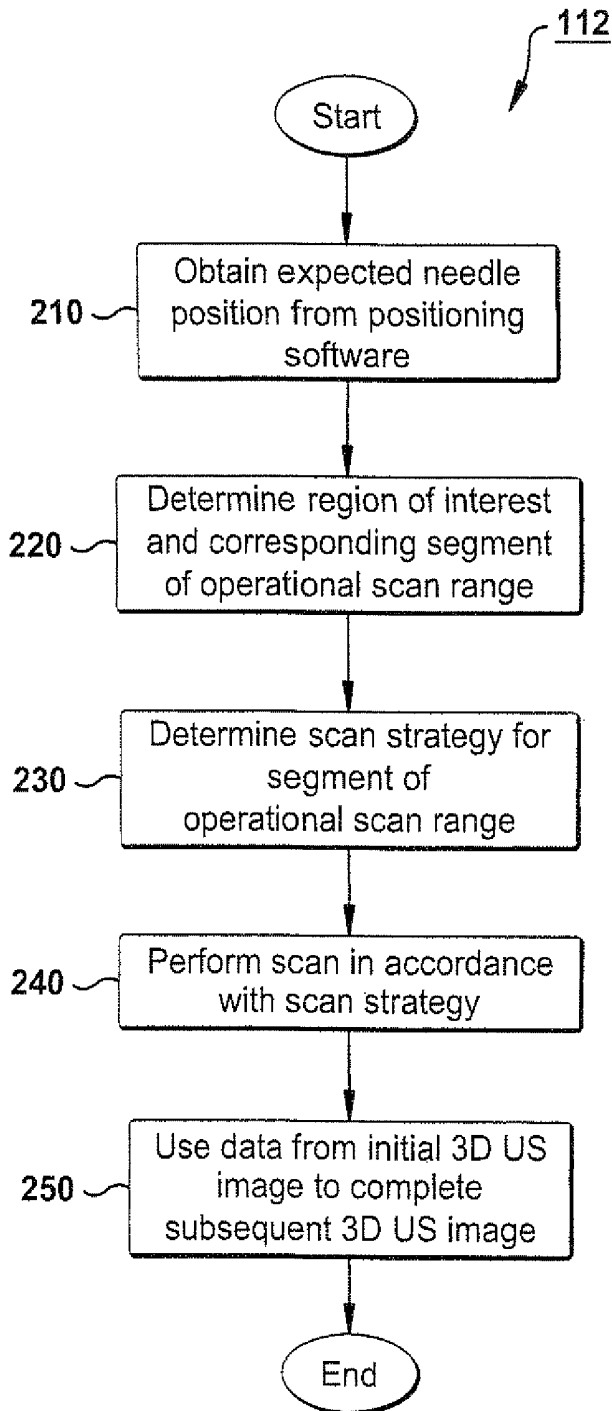 112
Start
210
Obtain expected needle
position from positioning
software
220
Determine region of interest
and corresponding segment
of operational scan range
230
Determine scan strategy for
segment of
operational scan range
240
Perform scan in accordance
with scan strategy
250
Use data from initial 3D US
image to complete
subsequent 3D US image
End